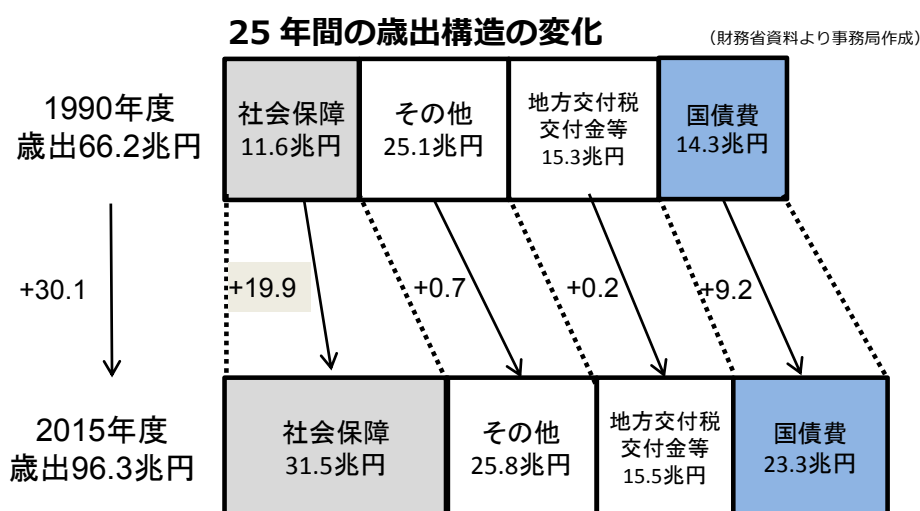 25年間の歳出構造の変化
(財務省資料より事務局作成)
1990年度
歳出66.2兆円
社会保障
11.6兆円
その他
25.1兆円
地方交付税
交付金等
15.3兆円
国債費
14.3兆円
+30.1
+19.9
+0.7
+0.2
+9.2
2015年度
歳出96.3兆円
社会保障
31.5兆円
その他
25.8兆円
地方交付税
交付金等
15.5兆円
国債費
23.3兆円